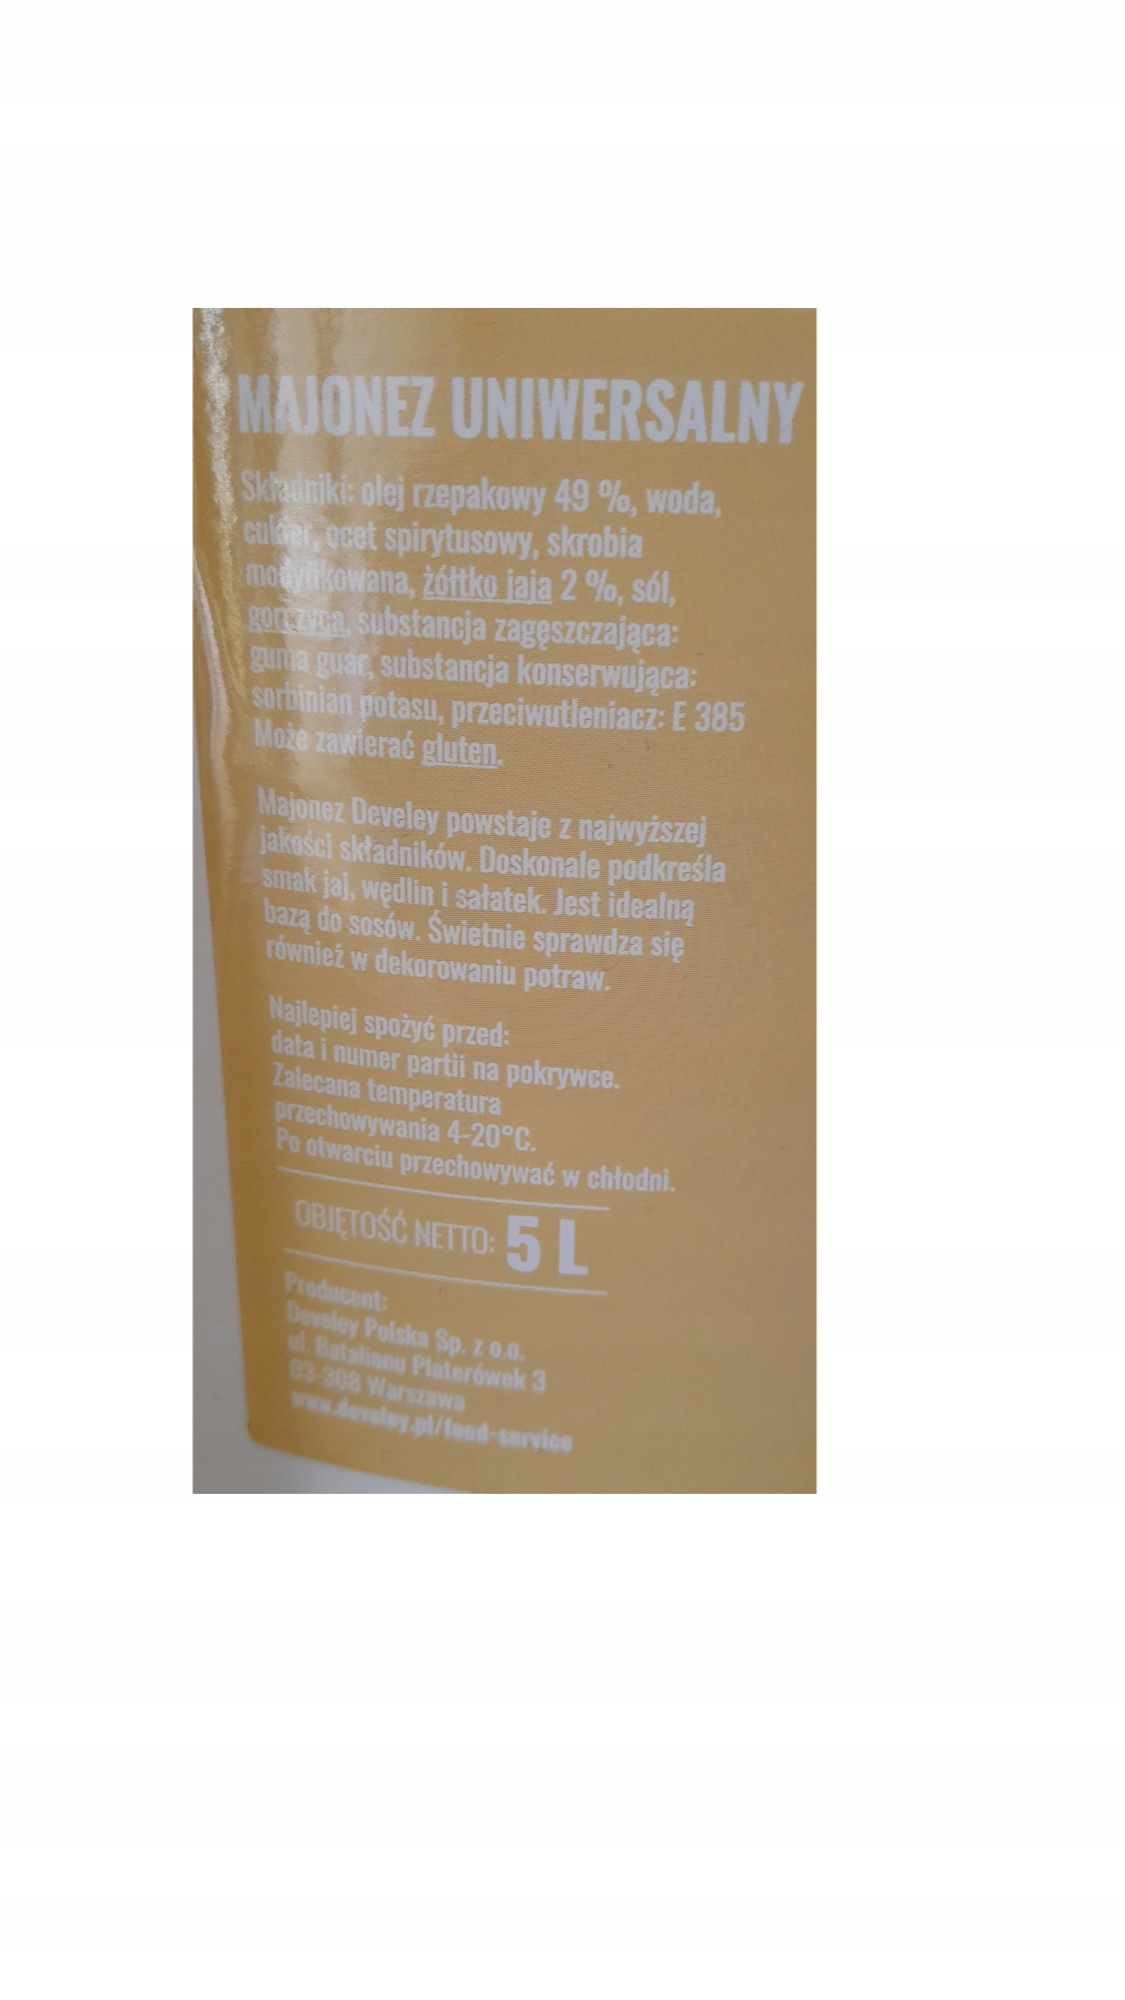 MAJONEZ UNIWERSALNY
Składniki: olej rzepakowy 49 %, woda,
cukier, ocet spirytusowy, skrobia
modyfikowana, żółtko jaja 2 %, sól,
gorczyca, substancja zagęszczająca:
guma guar, substancja konserwująca:
sorbinian potasu, przeciwutleniacz: E 385
Może zawierać gluten.
Majonez Develey powstaje z najwyższej
jakości składników. Doskonale podkreśla
smak jaj, wędlin i sałatek. Jest idealną
bazą do sosów. Świetnie sprawdza się
również w dekorowaniu potraw.
Najlepiej spożyć przed:
data i numer partii na pokrywce.
Zalecana temperatura
przechowywania 4-20°C.
Po otwarciu przechowywać w chłodni.
OBJĘTOŚĆ NETTO: 5 L
Producent:
Develey Polska Sp. z o.o.
ul. Batalionu Platerówek 3
03-308 Warszawa
www.develey.pl/food-service